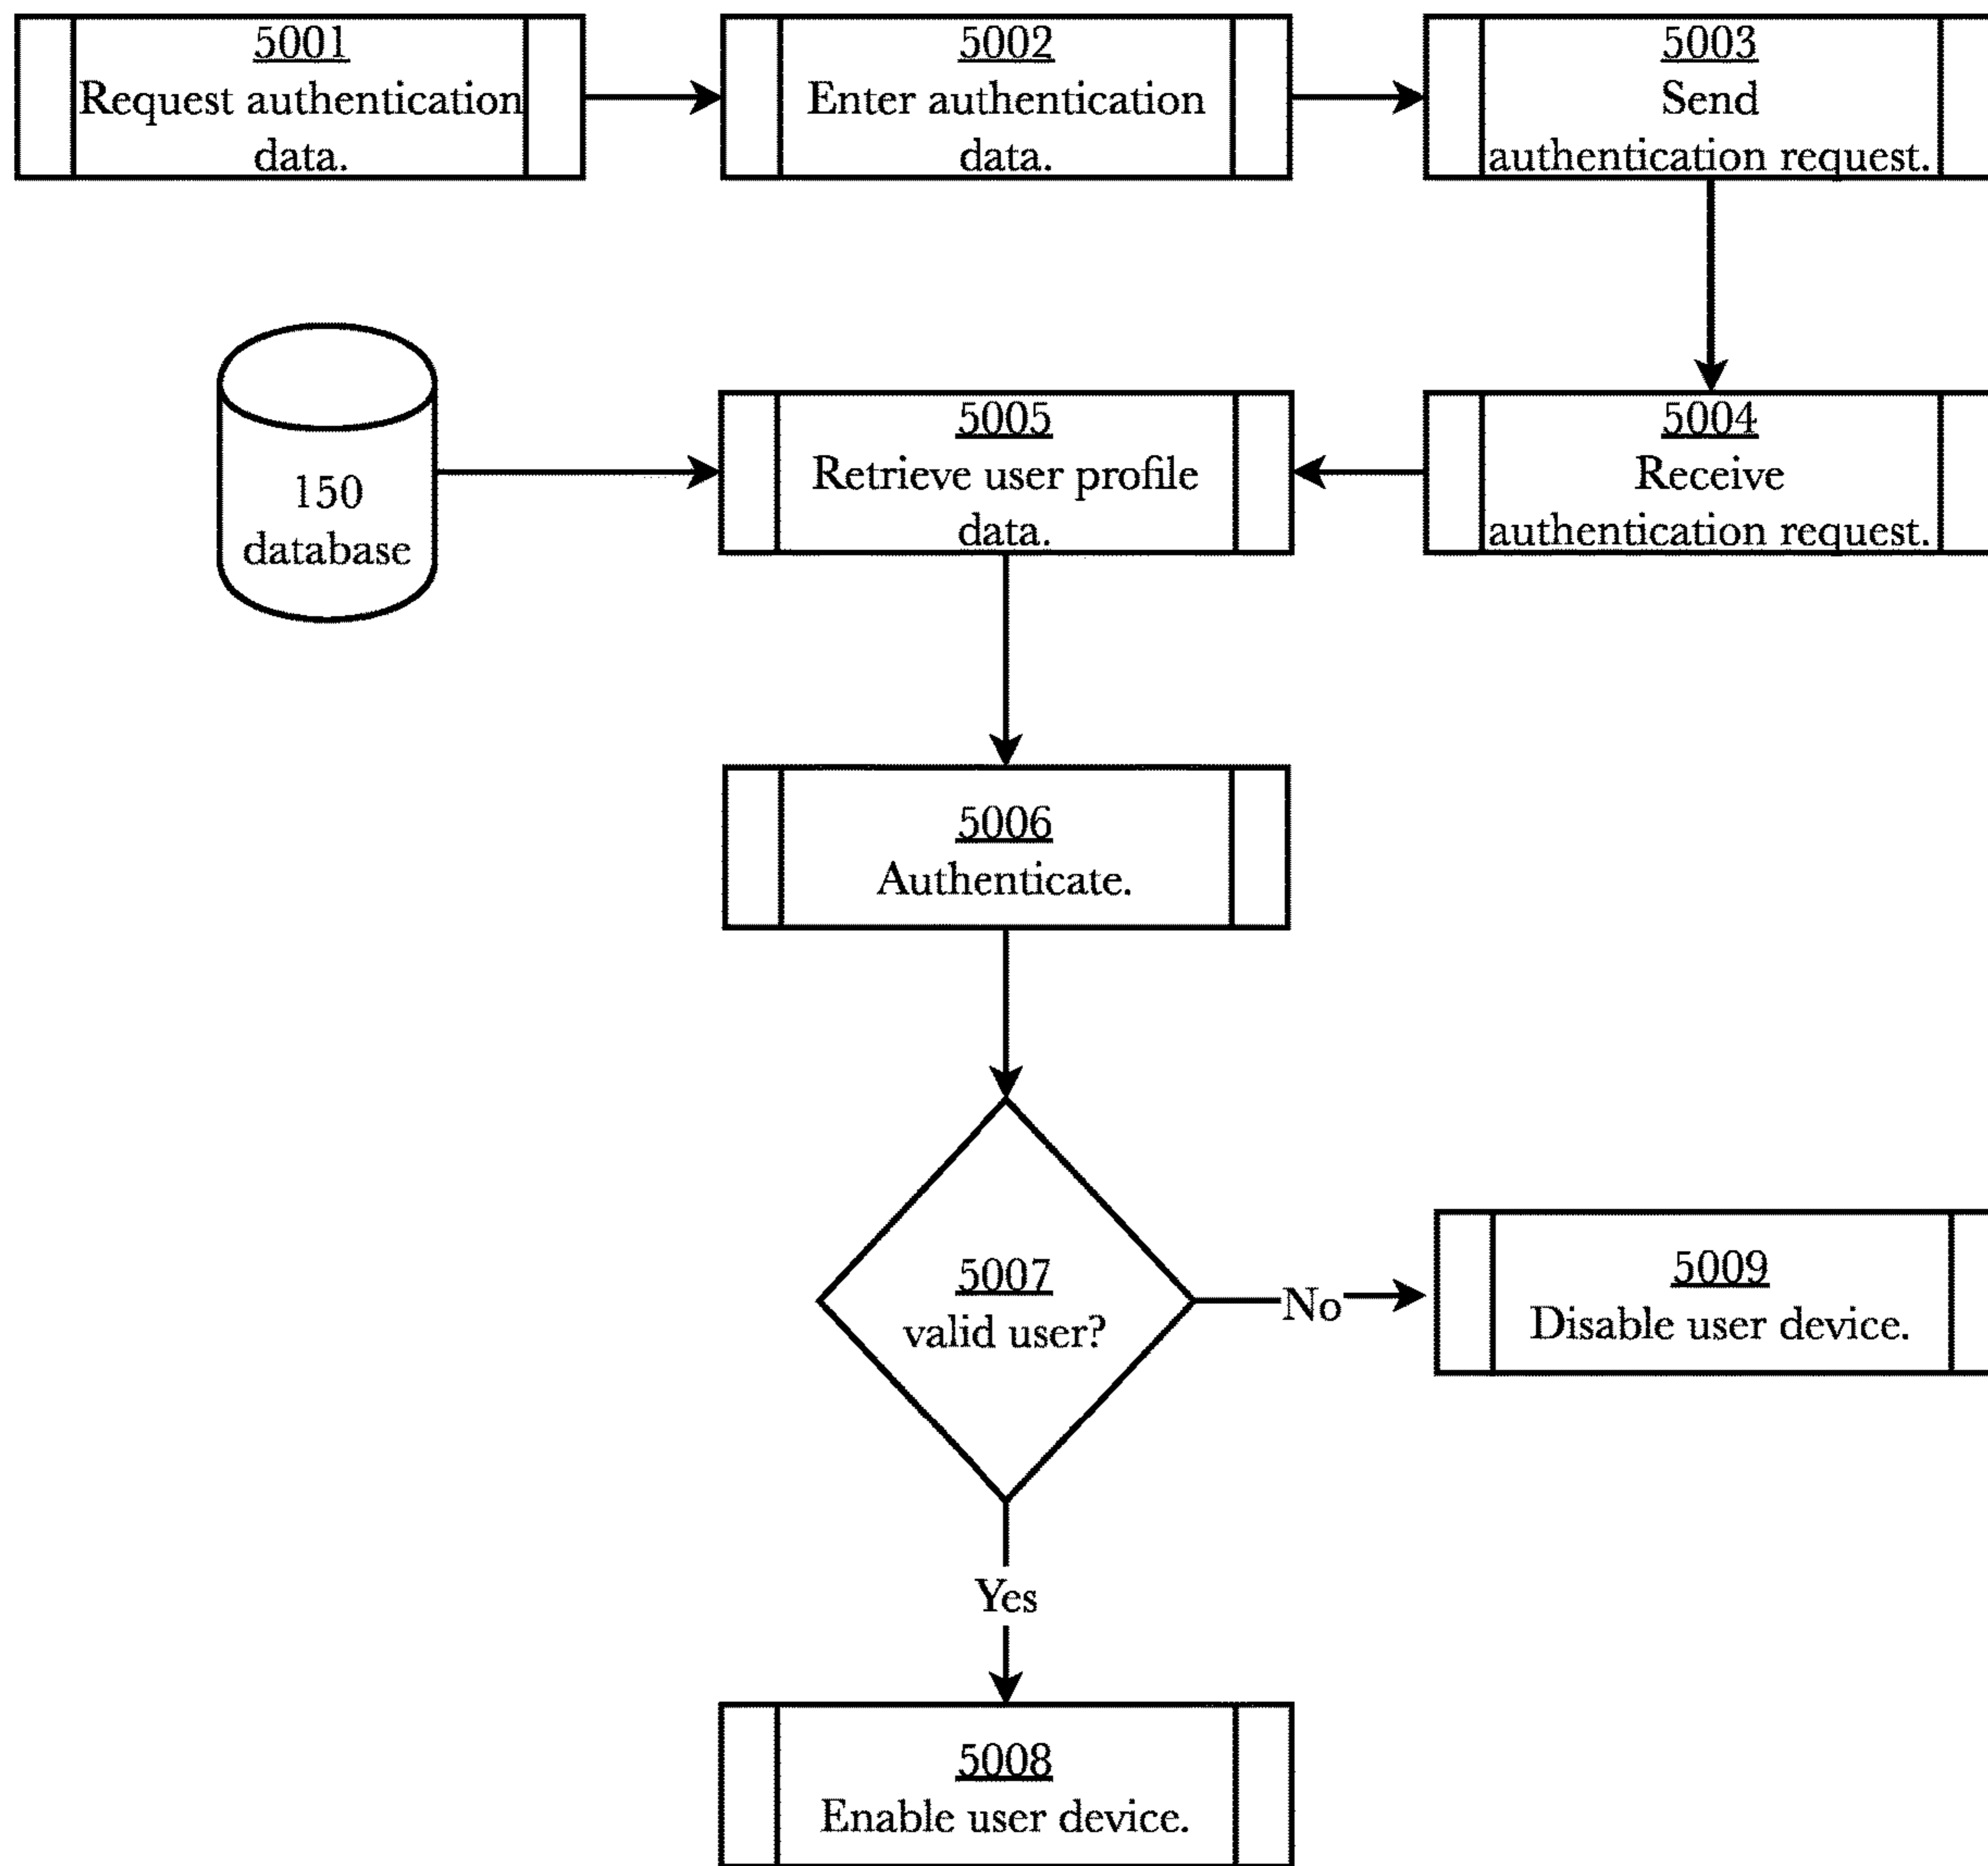 5001
Request authentication
data.
5002
Enter authentication
data.
5003
Send
authentication request.
150
database
5005
Retrieve user profile
data.
5004
Receive
authentication request.
5006
Authenticate.
5007
valid user?
No
5009
Disable user device.
Yes
5008
Enable user device.